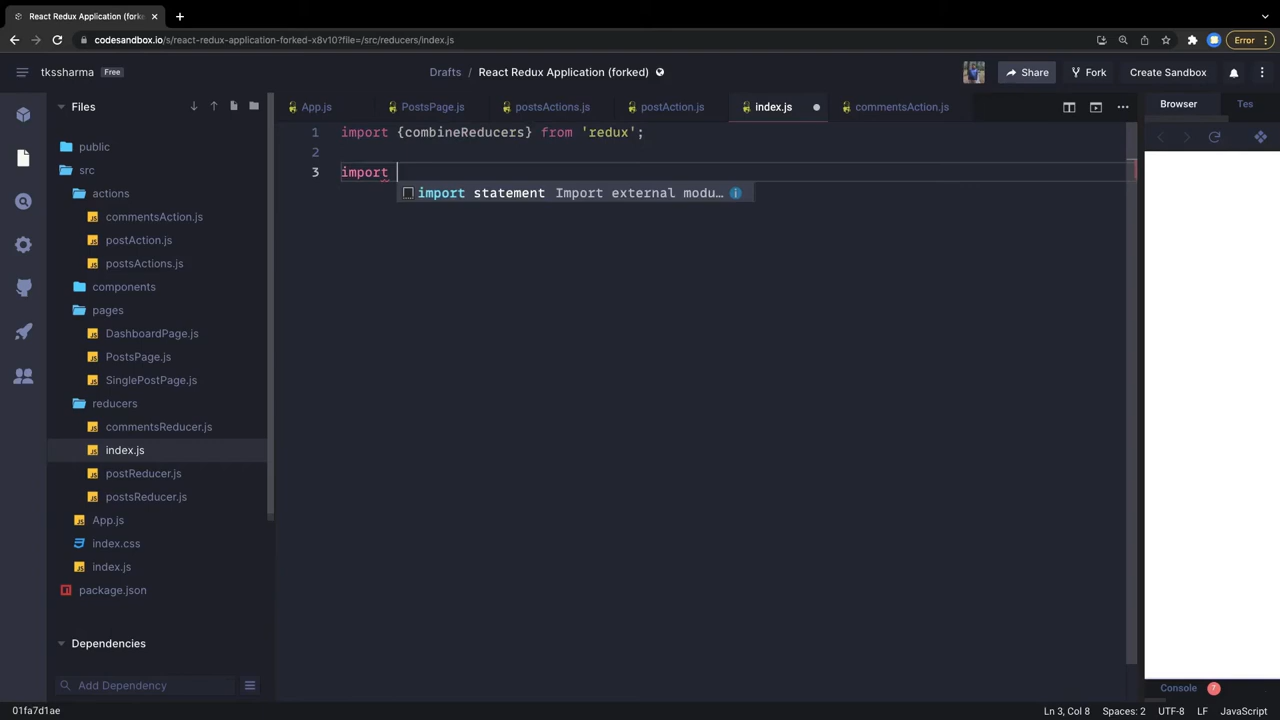 React Redux Application (forked)
codesandbox.io/s/react-redux-application-forked-x8v10?file=/src/reducers/index.js
Error
tkssharma Free
Drafts / React Redux Application (forked)
Share
Fork
Create Sandbox
Files
App.js
PostsPage.js
postsActions.js
postAction.js
index.js
commentsAction.js
Browser
Tes
public
src
actions
commentsAction.js
postAction.js
postsActions.js
components
pages
DashboardPage.js
PostsPage.js
SinglePostPage.js
reducers
commentsReducer.js
index.js
postReducer.js
postsReducer.js
App.js
index.css
index.js
package.json
Dependencies
Add Dependency
1 import {combineReducers} from 'redux';
2
3 import
import statement Import external modu…
Console 7
01fa7d1ae
Ln 3, Col 8 Spaces: 2 UTF-8 LF JavaScript